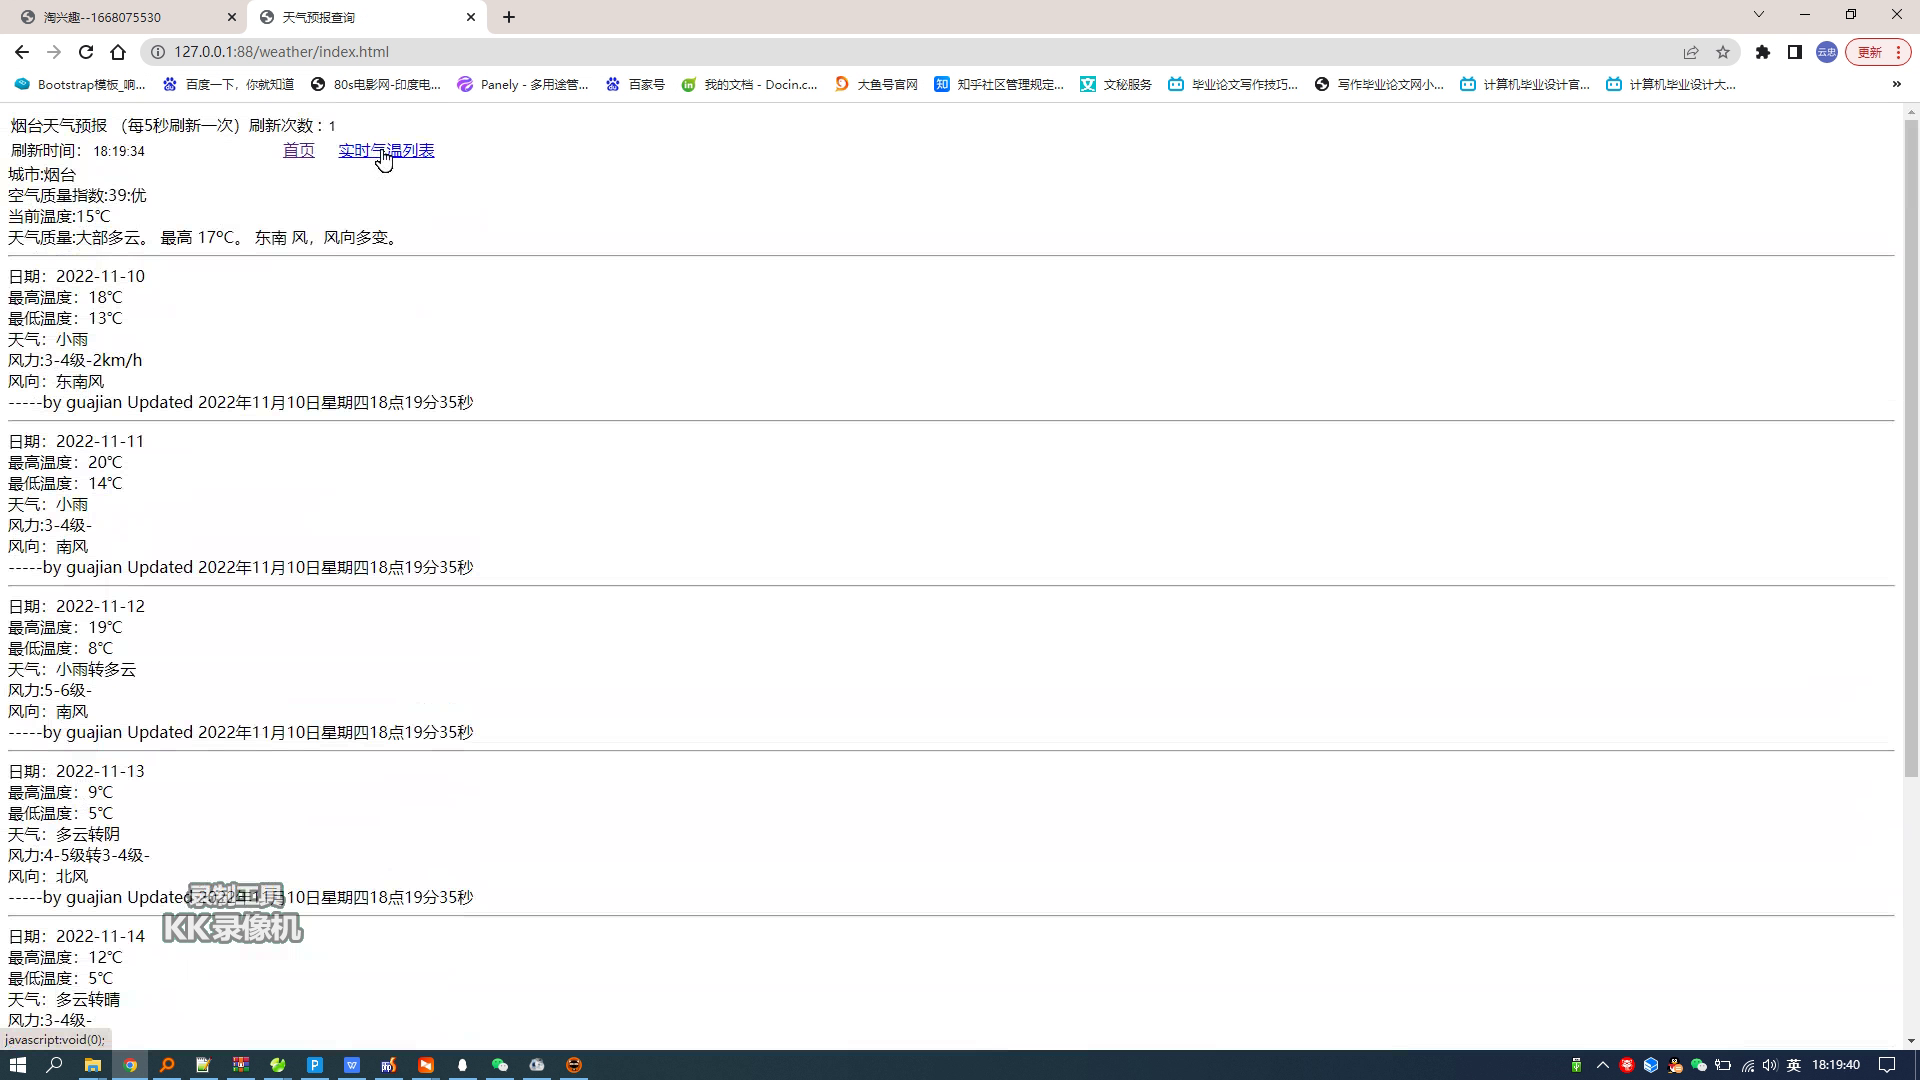 淘兴趣--1668075530
天气预报查询
127.0.0.1:88/weather/index.html
云忠
更新
Bootstrap模板_响...
百度一下，你就知道
80s电影网-印度电...
Panely - 多用途管...
百家号
我的文档 - Docin.c...
大鱼号官网
知乎社区管理规定...
文秘服务
毕业论文写作技巧...
写作毕业论文网小...
计算机毕业设计官...
计算机毕业设计大...
烟台天气预报 （每5秒刷新一次）刷新次数：1
刷新时间： 18:19:34 首页 实时气温列表
城市:烟台
空气质量指数:39:优
当前温度:15℃
天气质量:大部多云。 最高 17ºC。 东南 风，风向多变。
日期：2022-11-10
最高温度：18℃
最低温度：13℃
天气：小雨
风力:3-4级-2km/h
风向：东南风
-----by guajian Updated 2022年11月10日星期四18点19分35秒
日期：2022-11-11
最高温度：20℃
最低温度：14℃
天气：小雨
风力:3-4级-
风向：南风
-----by guajian Updated 2022年11月10日星期四18点19分35秒
日期：2022-11-12
最高温度：19℃
最低温度：8℃
天气：小雨转多云
风力:5-6级-
风向：南风
-----by guajian Updated 2022年11月10日星期四18点19分35秒
日期：2022-11-13
最高温度：9℃
最低温度：5℃
天气：多云转阴
风力:4-5级转3-4级-
风向：北风
-----by guajian Updated 2022年11月10日星期四18点19分35秒
录制工具
KK录像机
日期：2022-11-14
最高温度：12℃
最低温度：5℃
天气：多云转晴
风力:3-4级-
javascript:void(0);
英
18:19:40